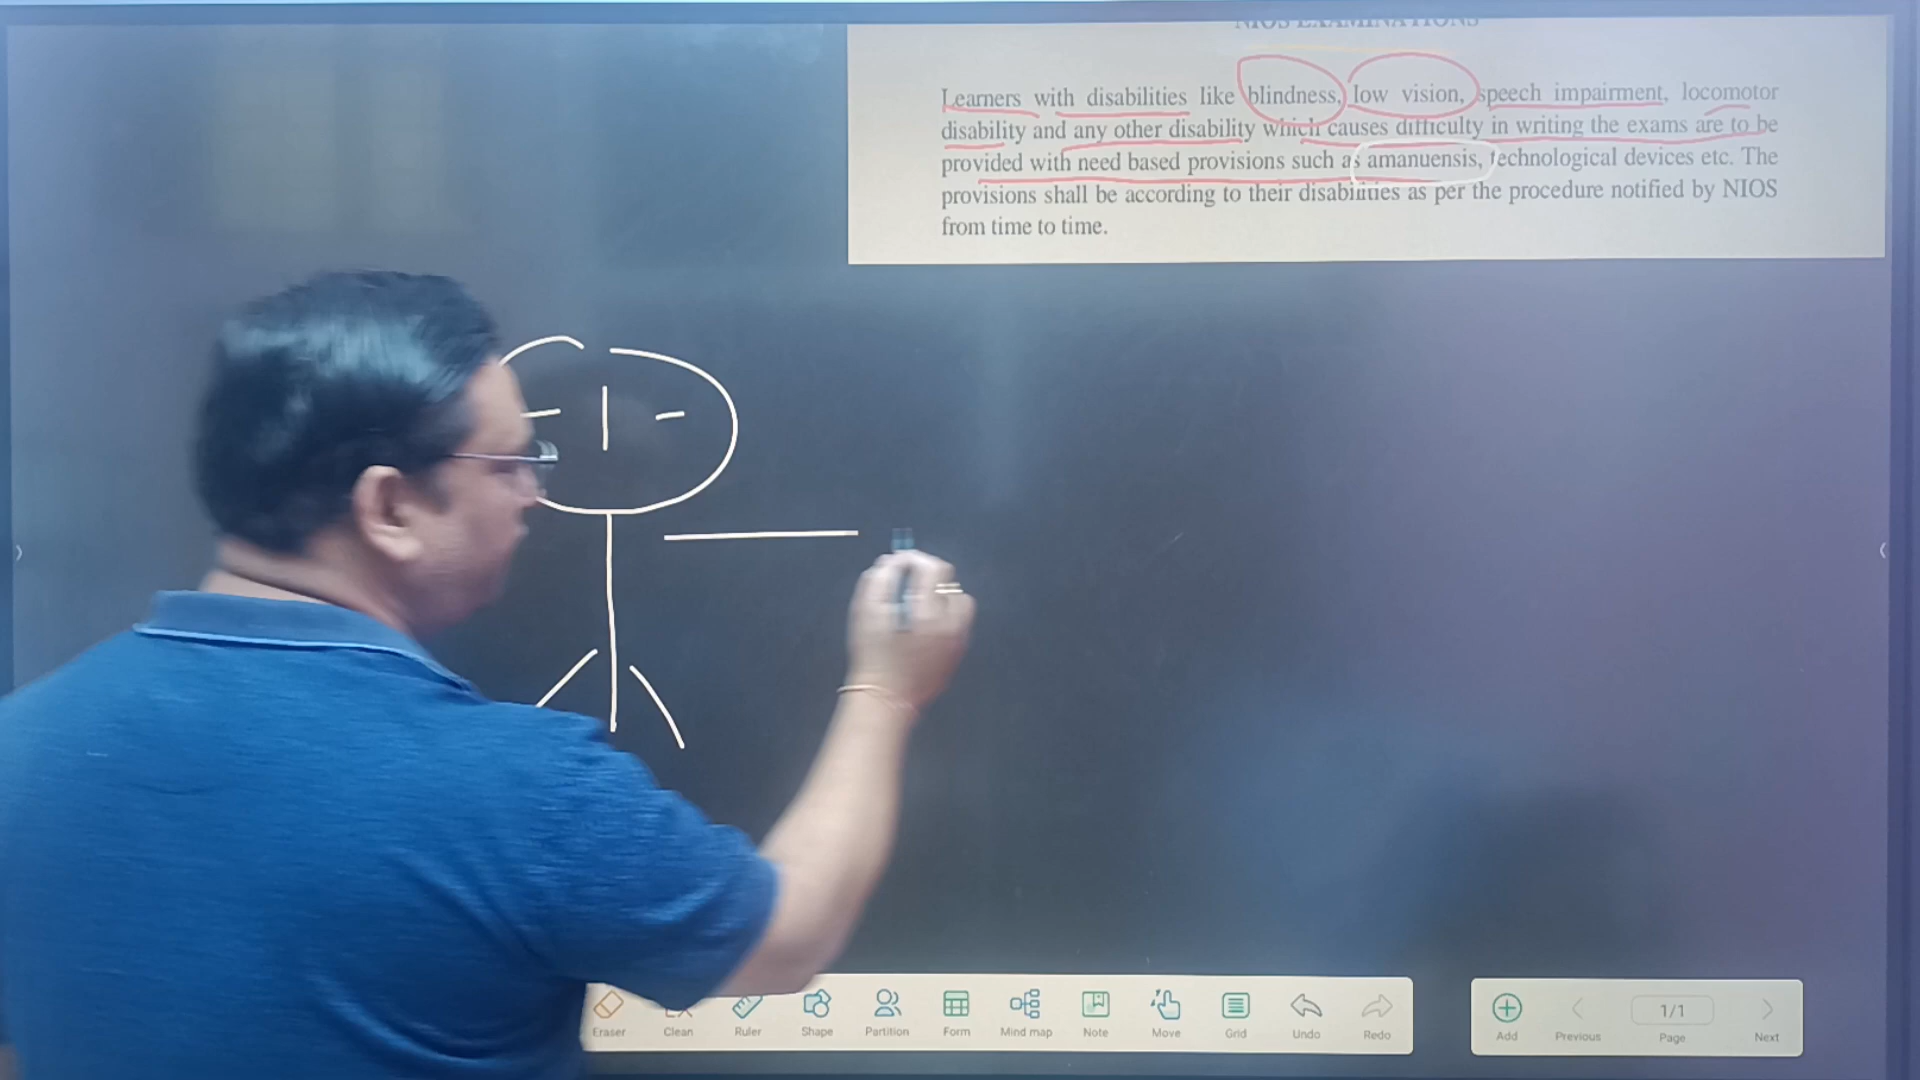 NIOS EXAMINATIONS
Learners with disabilities like blindness, low vision, speech impairment, locomotor
disability and any other disability which causes difficulty in writing the exams are to be
provided with need based provisions such as amanuensis, technological devices etc. The
provisions shall be according to their disabilities as per the procedure notified by NIOS
from time to time.
Eraser Clean Ruler Shape Partition Form Mind map Note Move Grid Undo Redo
Add Previous 1/1 Page Next